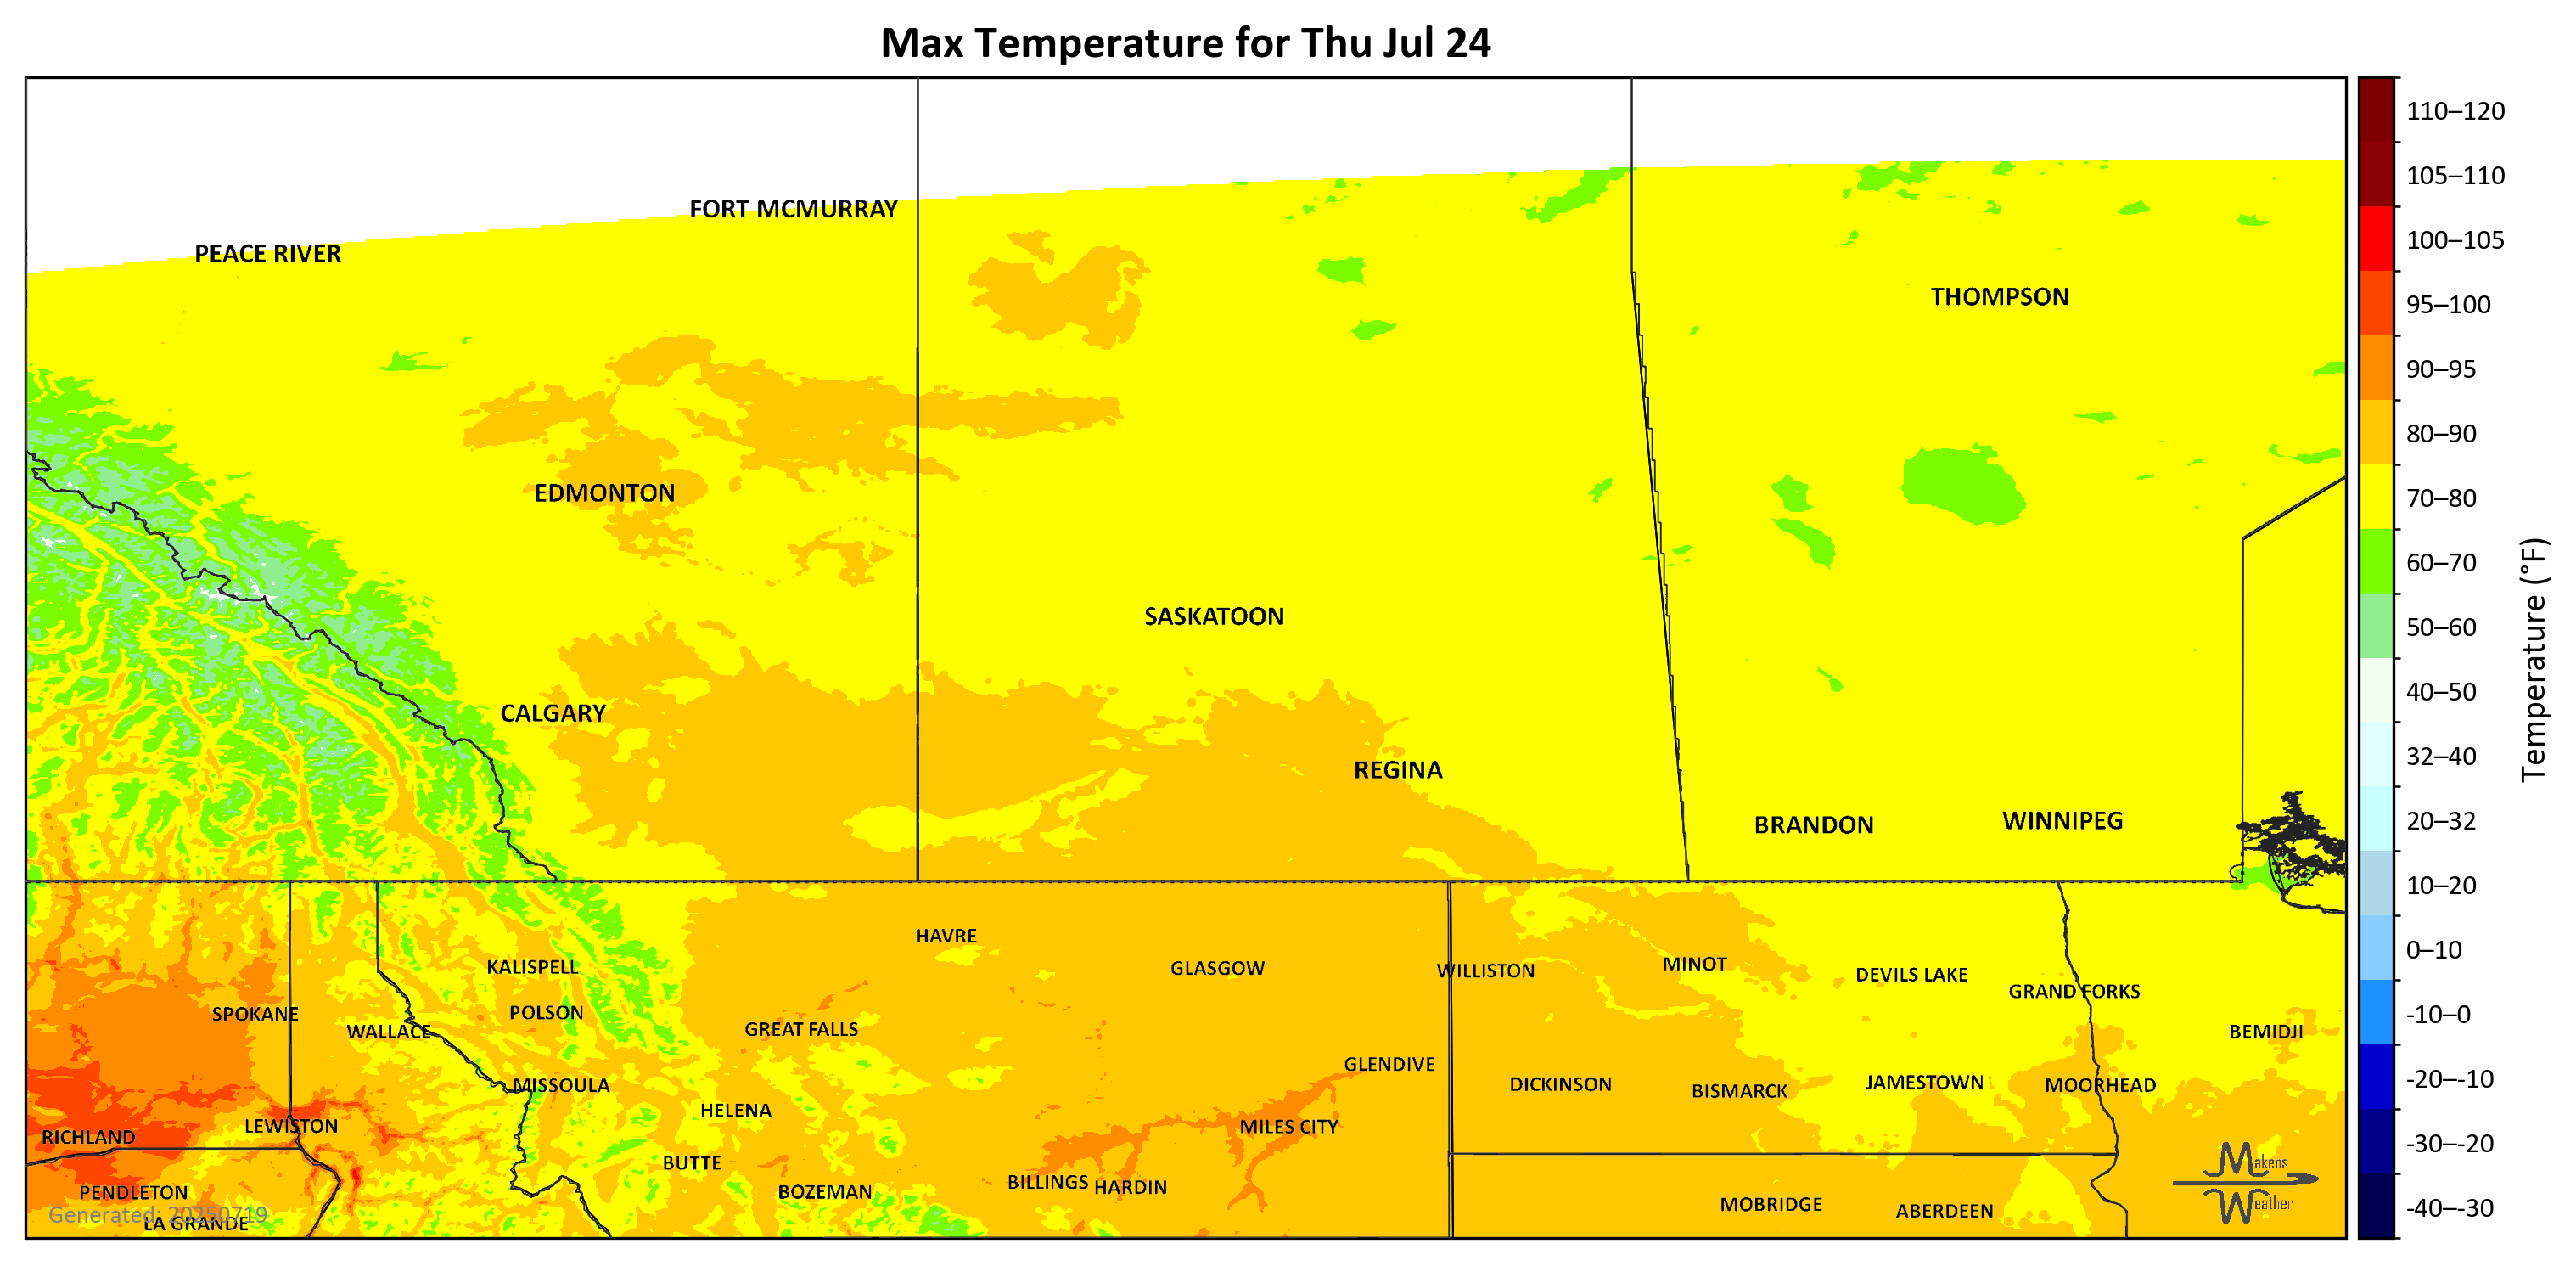 Max Temperature for Thu Jul 24
110–120
105–110
FORT MCMURRAY
100–105
PEACE RIVER
THOMPSON
95–100
90–95
80–90
EDMONTON
70–80
60–70
SASKATOON
50–60
Temperature (°F)
40–50
CALGARY
32–40
REGINA
BRANDON
WINNIPEG
20–32
10–20
HAVRE
0–10
KALISPELL
GLASGOW
WILLISTON
MINOT
DEVILS LAKE
GRAND FORKS
SPOKANE
POLSON
-10–0
WALLACE
GREAT FALLS
BEMIDJI
GLENDIVE
-20–-10
MISSOULA
DICKINSON
BISMARCK
JAMESTOWN
MOORHEAD
HELENA
LEWISTON
MILES CITY
RICHLAND
-30–-20
BUTTE
Makens
Weather
PENDLETON
BOZEMAN
BILLINGS
HARDIN
MOBRIDGE
ABERDEEN
-40–-30
Generated: 20250719
LA GRANDE